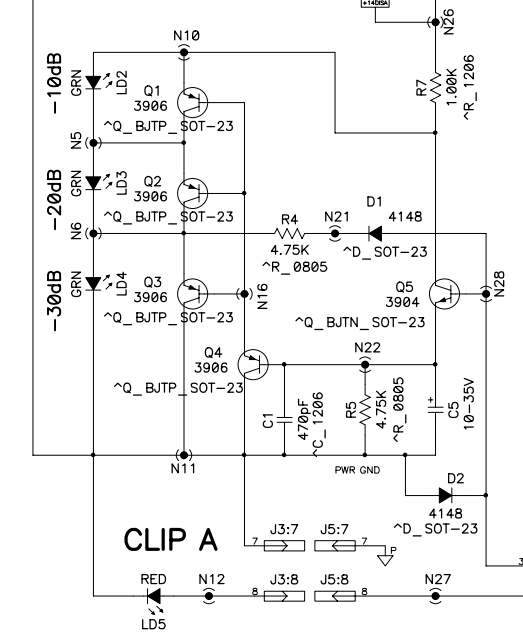 +14DISA
N26
N10
-10dB
GRN
LD2
Q1
3906
^Q_BJTP_SOT-23
R7
1.00K
^R_1206
N5
-20dB
GRN
LD3
Q2
3906
^Q_BJTP_SOT-23
N6
R4
4.75K
^R_0805
N21
D1
4148
^D_SOT-23
-30dB
GRN
LD4
Q3
3906
^Q_BJTP_SOT-23
N16
Q5
3904
^Q_BJTN_SOT-23
N28
Q4
3906
^Q_BJTP_SOT-23
N22
C1
470pF
^C_1206
R5
4.75K
^R_0805
+
C5
10-35V
N11
PWR GND
D2
4148
^D_SOT-23
CLIP A
J3:7
J5:7
7
7
P
3
RED
N12
J3:8
J5:8
N27
8
8
LD5